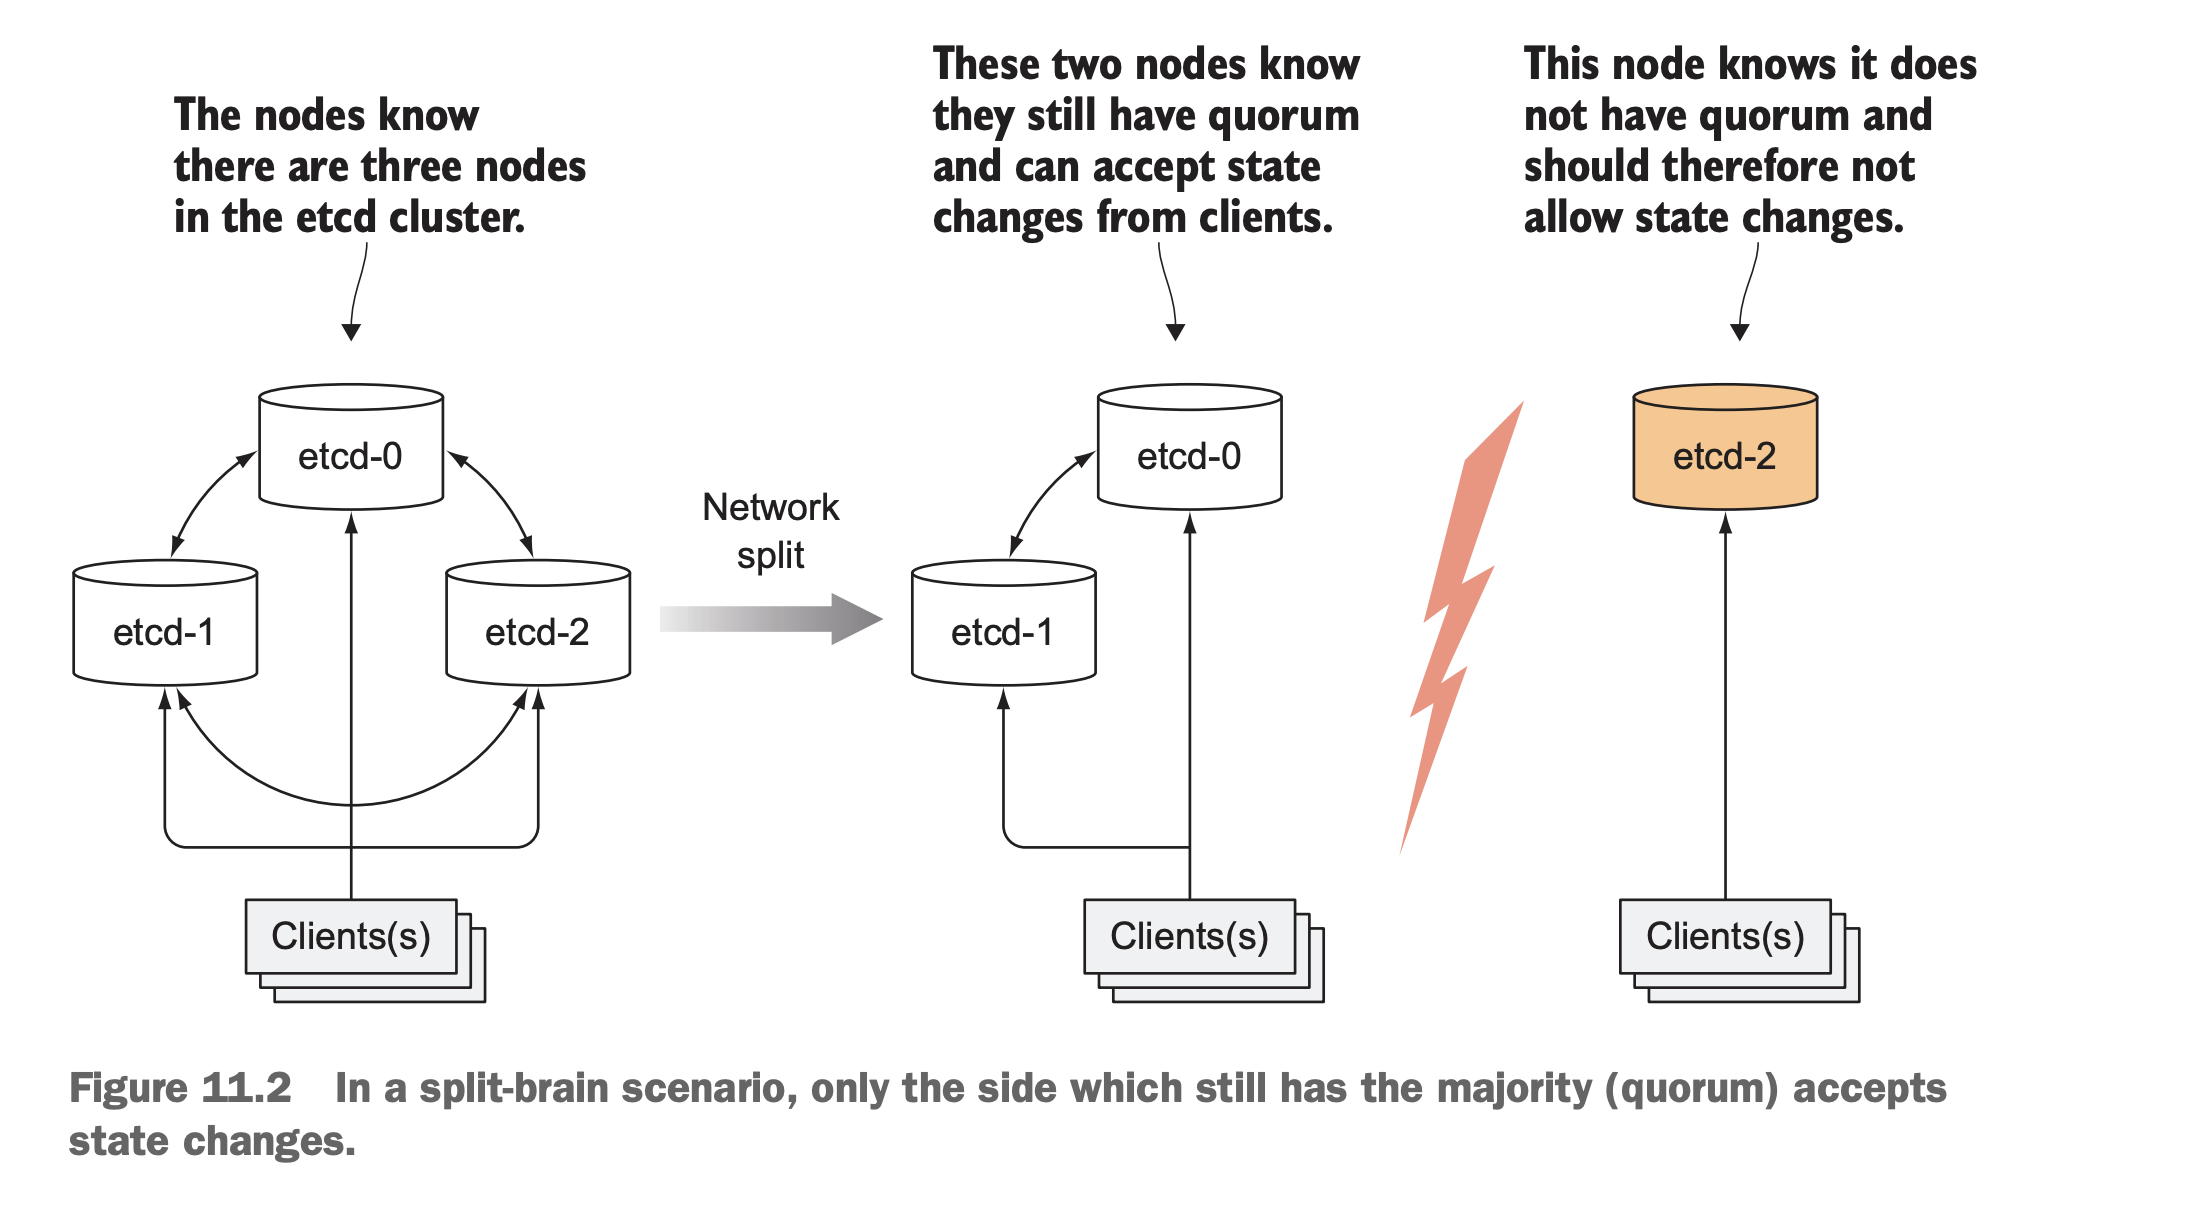 The nodes know
there are three nodes
in the etcd cluster.
These two nodes know
they still have quorum
and can accept state
changes from clients.
This node knows it does
not have quorum and
should therefore not
allow state changes.
etcd-0
etcd-1
etcd-2
Clients(s)
Network
split
etcd-0
etcd-1
Clients(s)
etcd-2
Clients(s)
Figure 11.2 In a split-brain scenario, only the side which still has the majority (quorum) accepts
state changes.